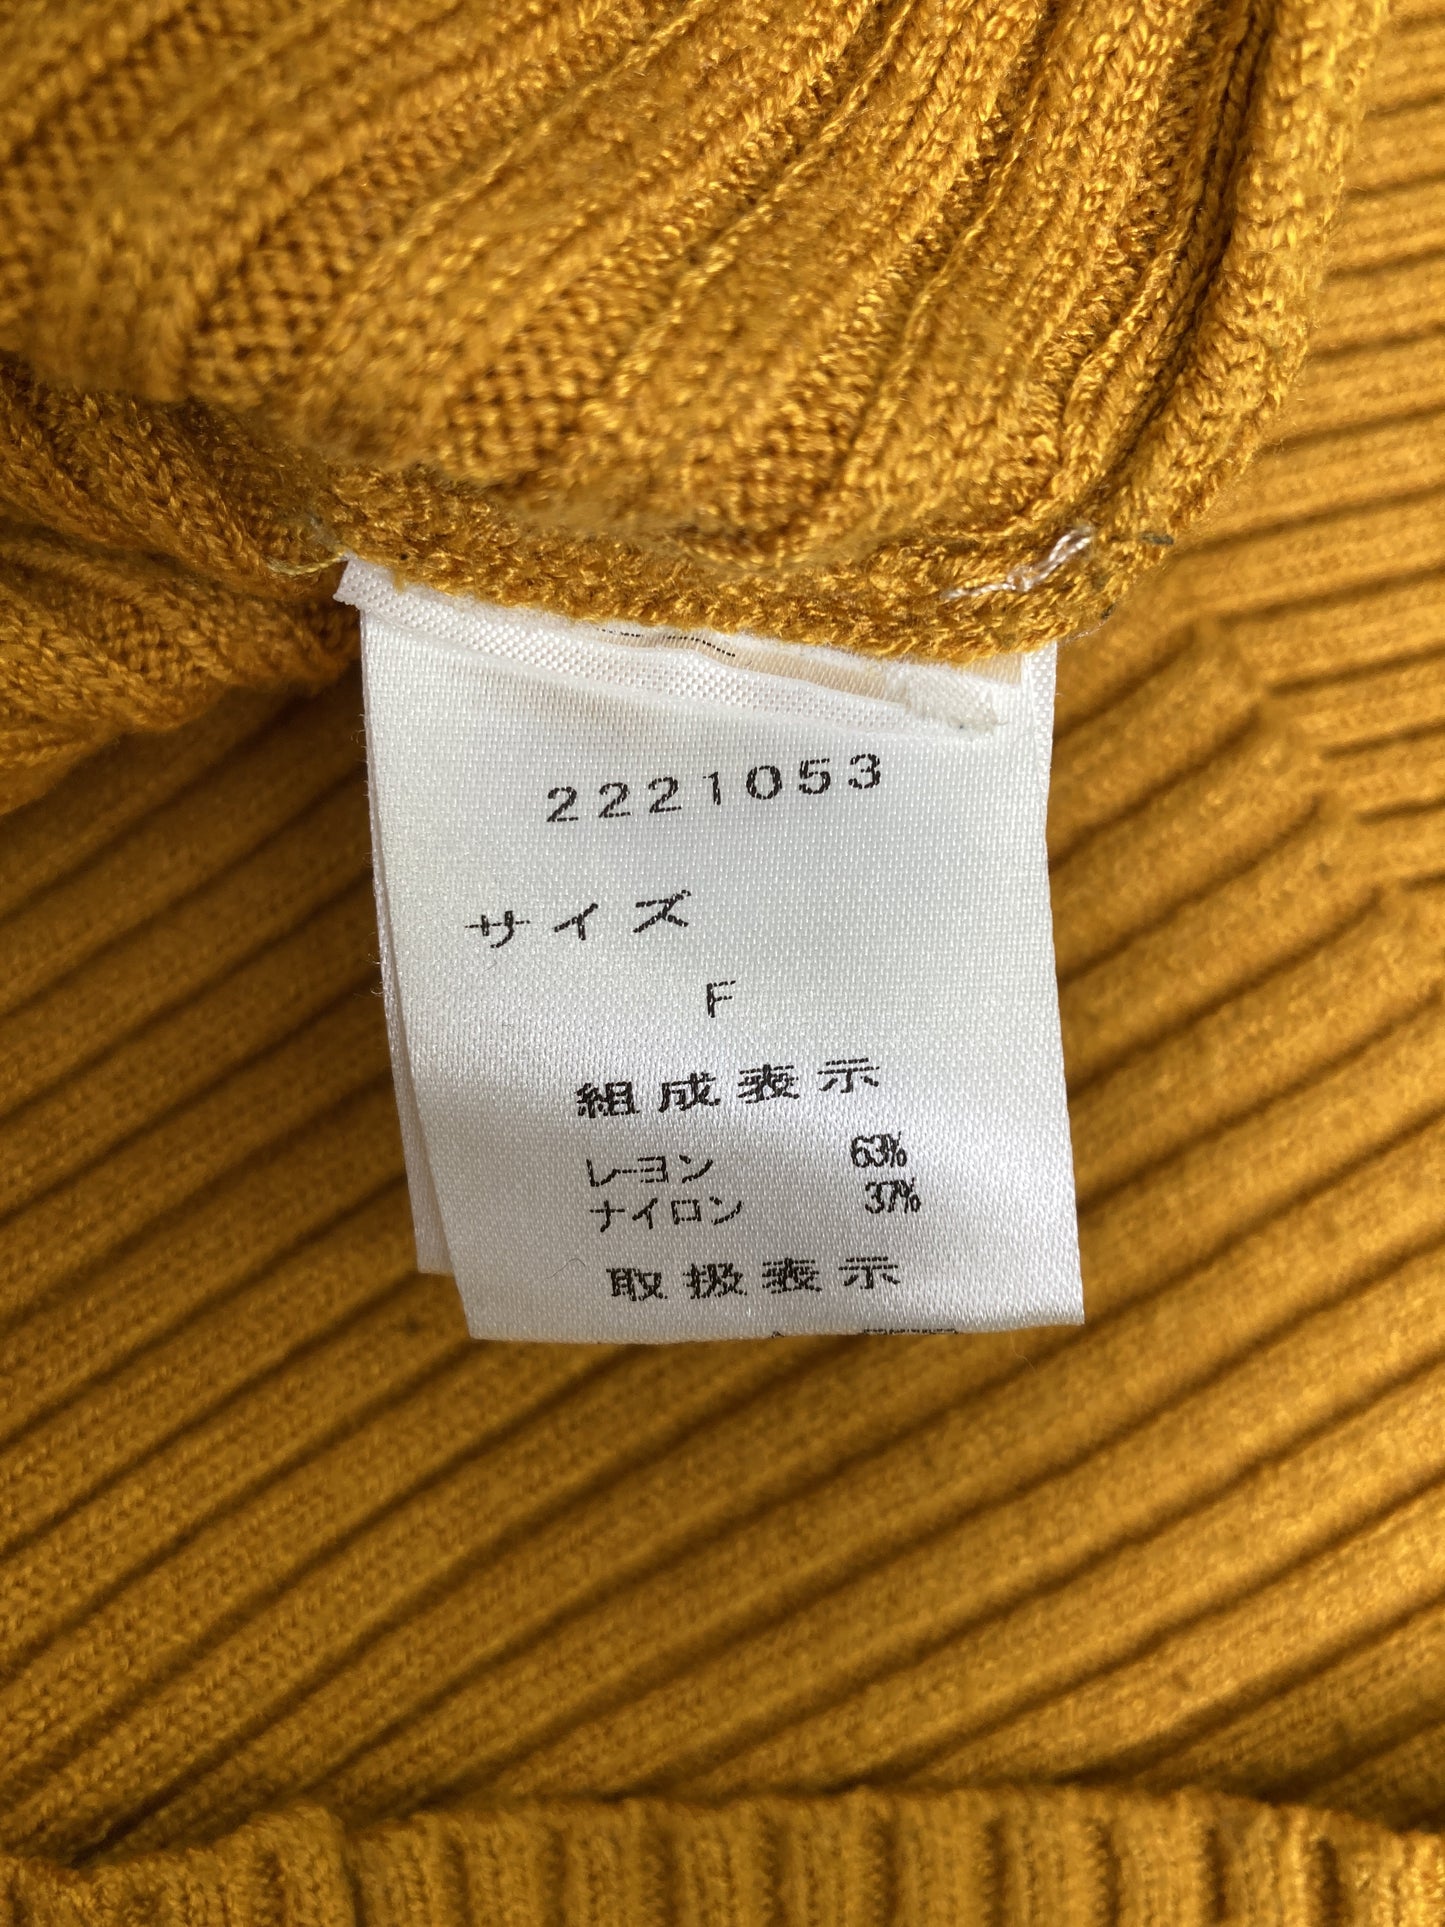 2221053
サイズ
F
組成表示
レーヨン 63%
ナイロン 37%
取扱表示